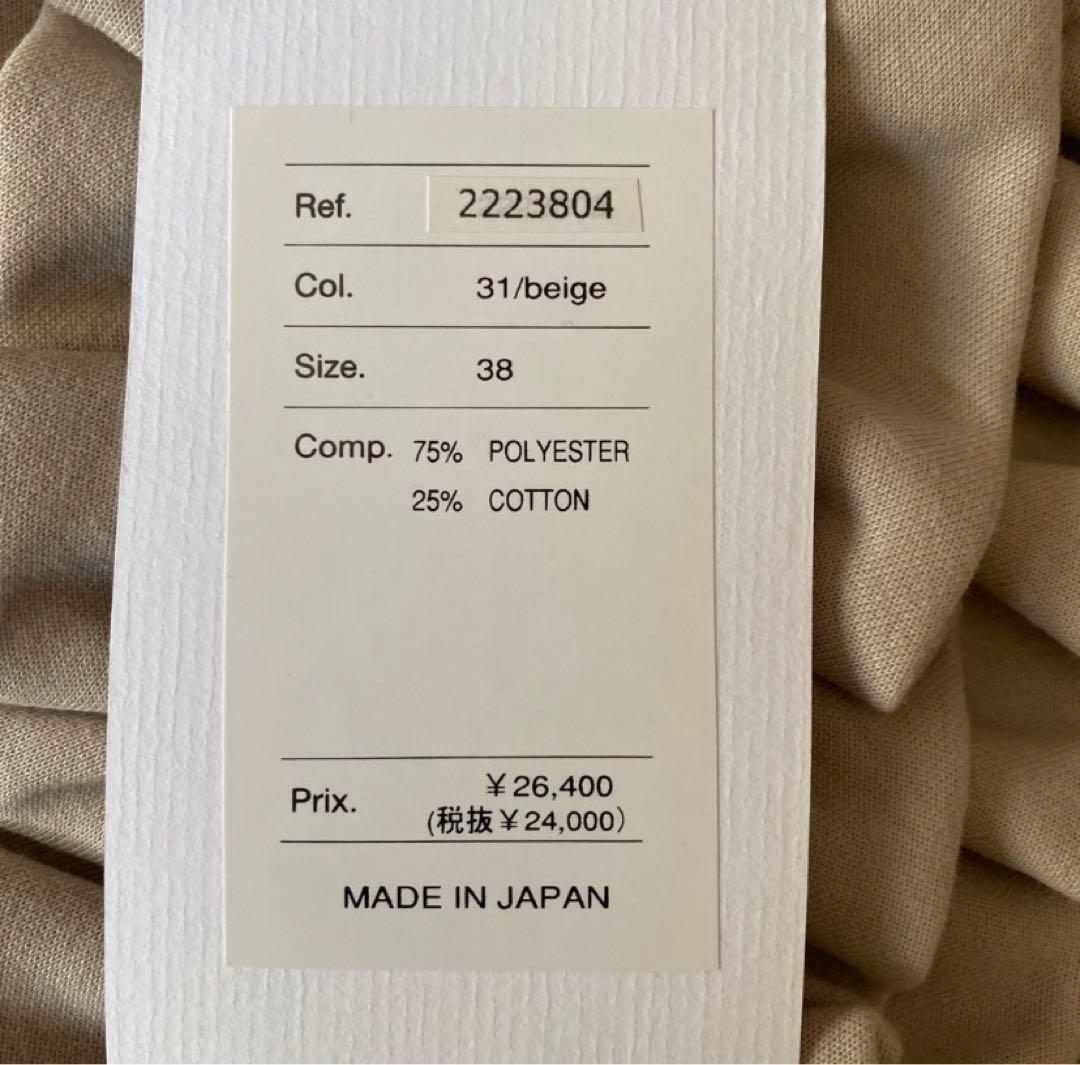 Ref. 2223804
Col. 31/beige
Size. 38
Comp. 75% POLYESTER
25% COTTON
Prix. ¥26,400
(税抜¥24,000)
MADE IN JAPAN